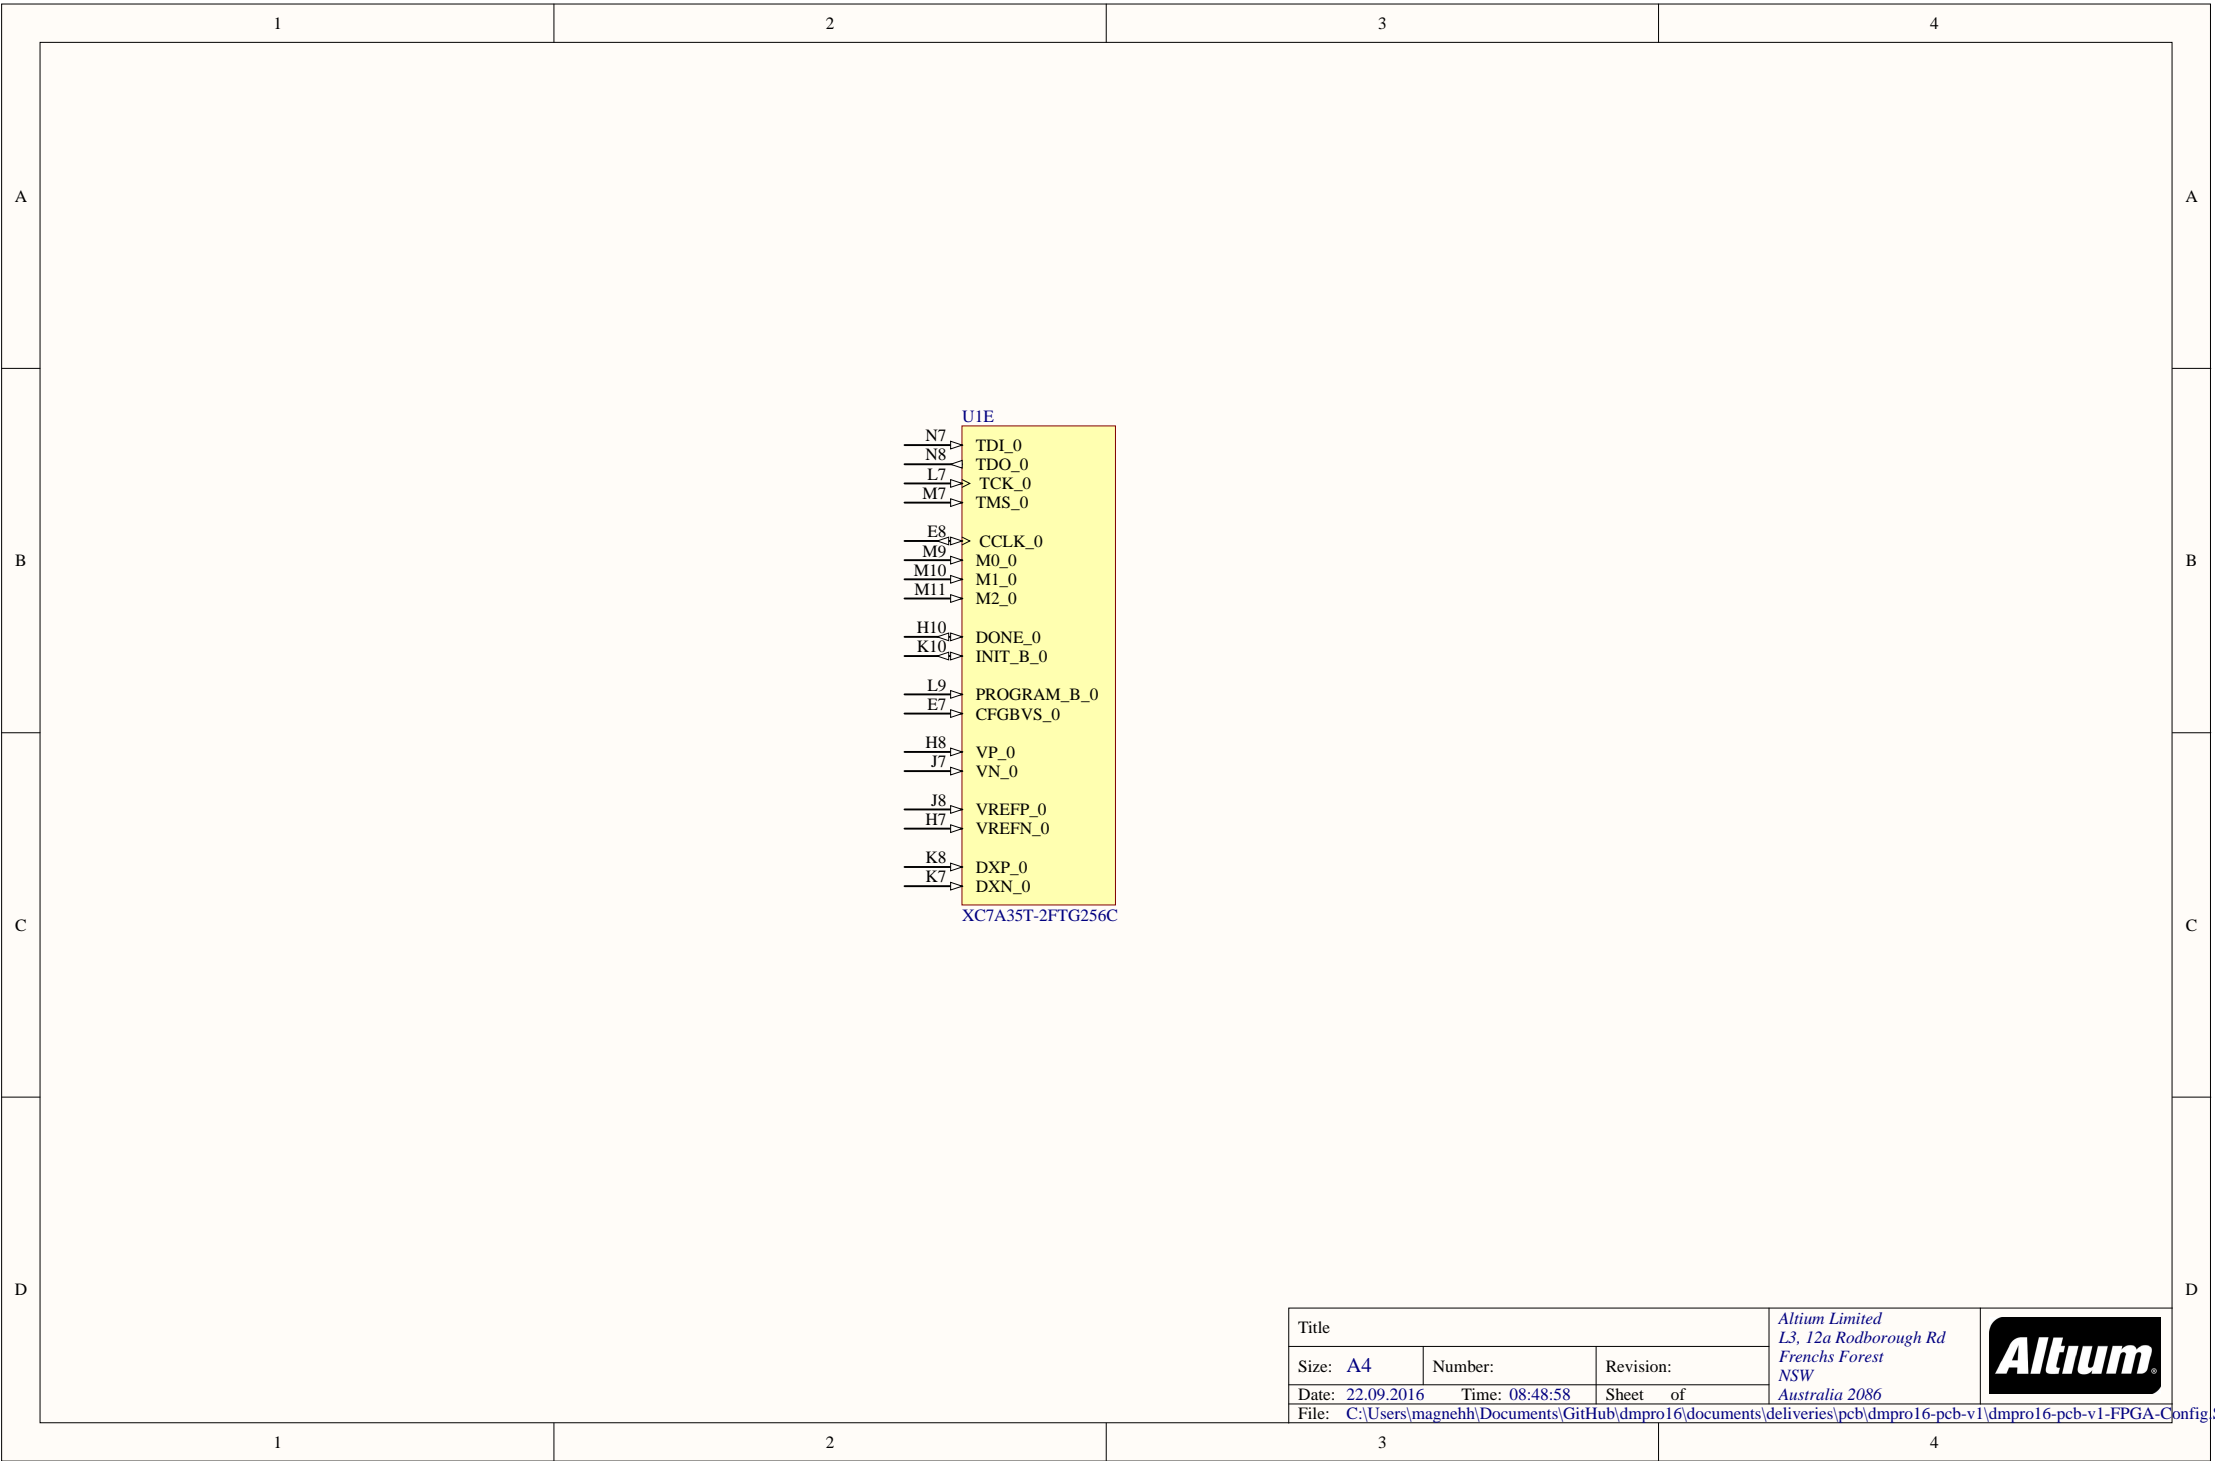 1 2 3 4
A A
U1E
N7 TDI_0
N8 TDO_0
L7 TCK_0
M7 TMS_0
E8 CCLK_0
B B
M9 M0_0
M10 M1_0
M11 M2_0
H10 DONE_0
K10 INIT_B_0
L9 PROGRAM_B_0
E7 CFGBVS_0
H8 VP_0
J7 VN_0
J8 VREFP_0
H7 VREFN_0
K8 DXP_0
K7 DXN_0
XC7A35T-2FTG256C
C C
D D
Title
Size: A4 Number: Revision:
Date: 22.09.2016 Time: 08:48:58 Sheet of
File: C:\Users\magnehh\Documents\GitHub\dmpro16\documents\deliveries\pcb\dmpro16-pcb-v1\dmpro16-pcb-v1-FPGA-Config.
Altium Limited
L3, 12a Rodborough Rd
Frenchs Forest
NSW
Australia 2086
Altium
1 2 3 4